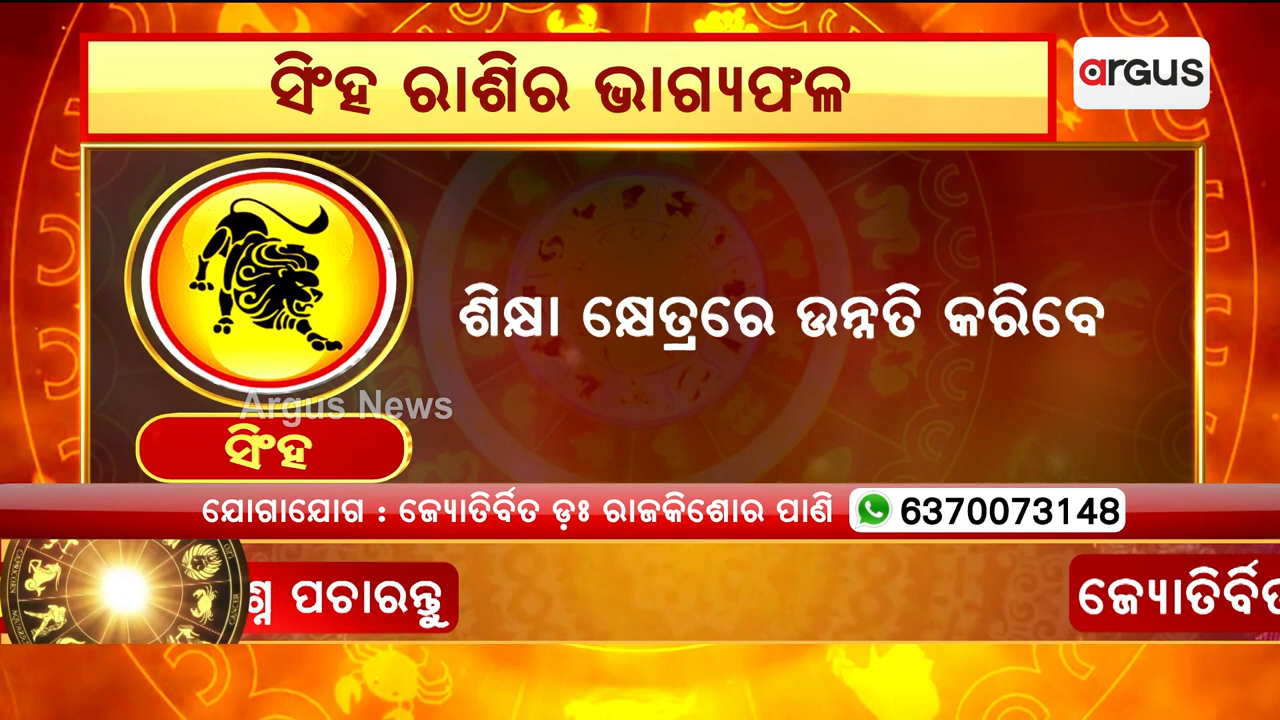 ସିଂହ ରାଶିର ଭାଗ୍ୟଫଳ
argus
ଶିକ୍ଷା କ୍ଷେତ୍ରରେ ଉନ୍ନତି କରିବେ
Argus News
ସିଂହ
ଯୋଗାଯୋଗ : ଜ୍ୟୋତିର୍ବିତ ଡ଼ଃ ରାଜକିଶୋର ପାଣି 6370073148
ପଚାରନ୍ତୁ ଜ୍ୟୋତିର୍ବିତ